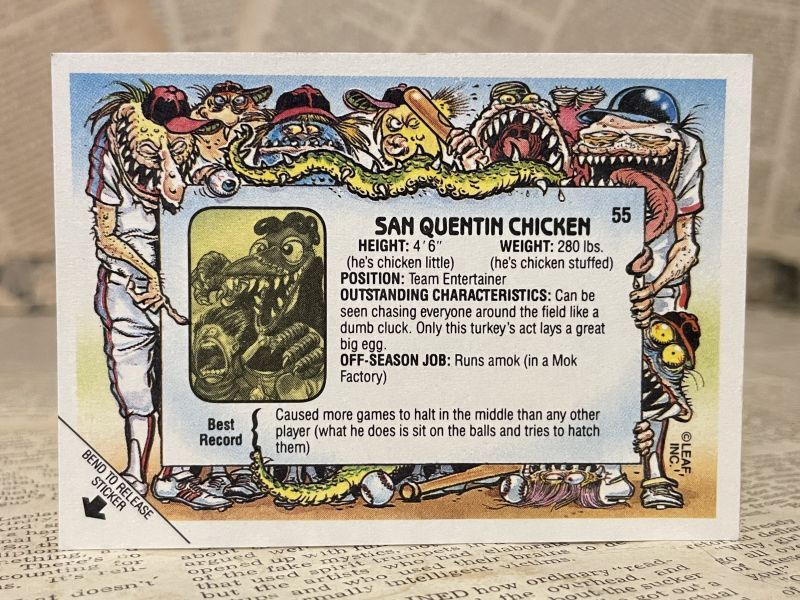 SAN QUENTIN CHICKEN
55
HEIGHT: 4'6" WEIGHT: 280 lbs.
(he's chicken little) (he's chicken stuffed)
POSITION: Team Entertainer
OUTSTANDING CHARACTERISTICS: Can be
seen chasing everyone around the field like a
dumb cluck. Only this turkey's act lays a great
big egg.
OFF-SEASON JOB: Runs amok (in a Mok
Factory)
Best
Record
Caused more games to halt in the middle than any other
player (what he does is sit on the balls and tries to hatch
them)
©LEAF,
INC.
BEND TO RELEASE
STICKER